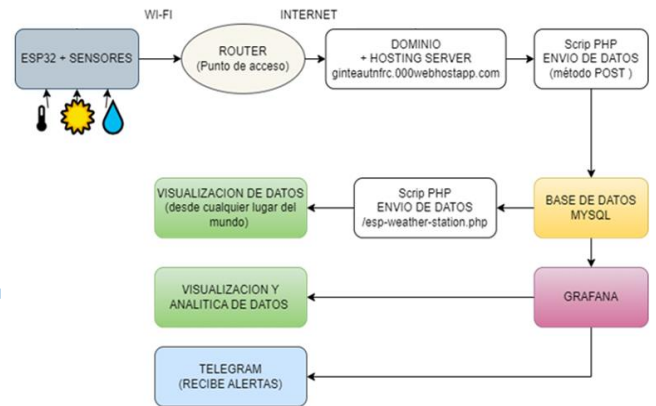 WI-FI
INTERNET
ESP32 + SENSORES
ROUTER
(Punto de acceso)
DOMINIO
+ HOSTING SERVER
ginteautnfrc.000webhostapp.com
Scrip PHP
ENVIO DE DATOS
(método POST )
VISUALIZACION DE DATOS
(desde cualquier lugar del
mundo)
Scrip PHP
ENVIO DE DATOS
/esp-weather-station.php
BASE DE DATOS
MYSQL
VISUALIZACION Y
ANALITICA DE DATOS
GRAFANA
TELEGRAM
(RECIBE ALERTAS)